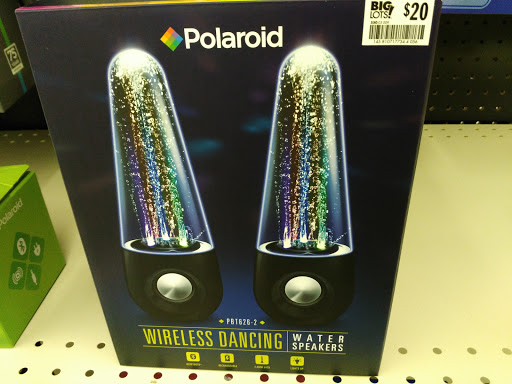 BIG LOTS!
$20
Polaroid
PBT626-2
WIRELESS DANCING
WATER
SPEAKERS
Polaroid